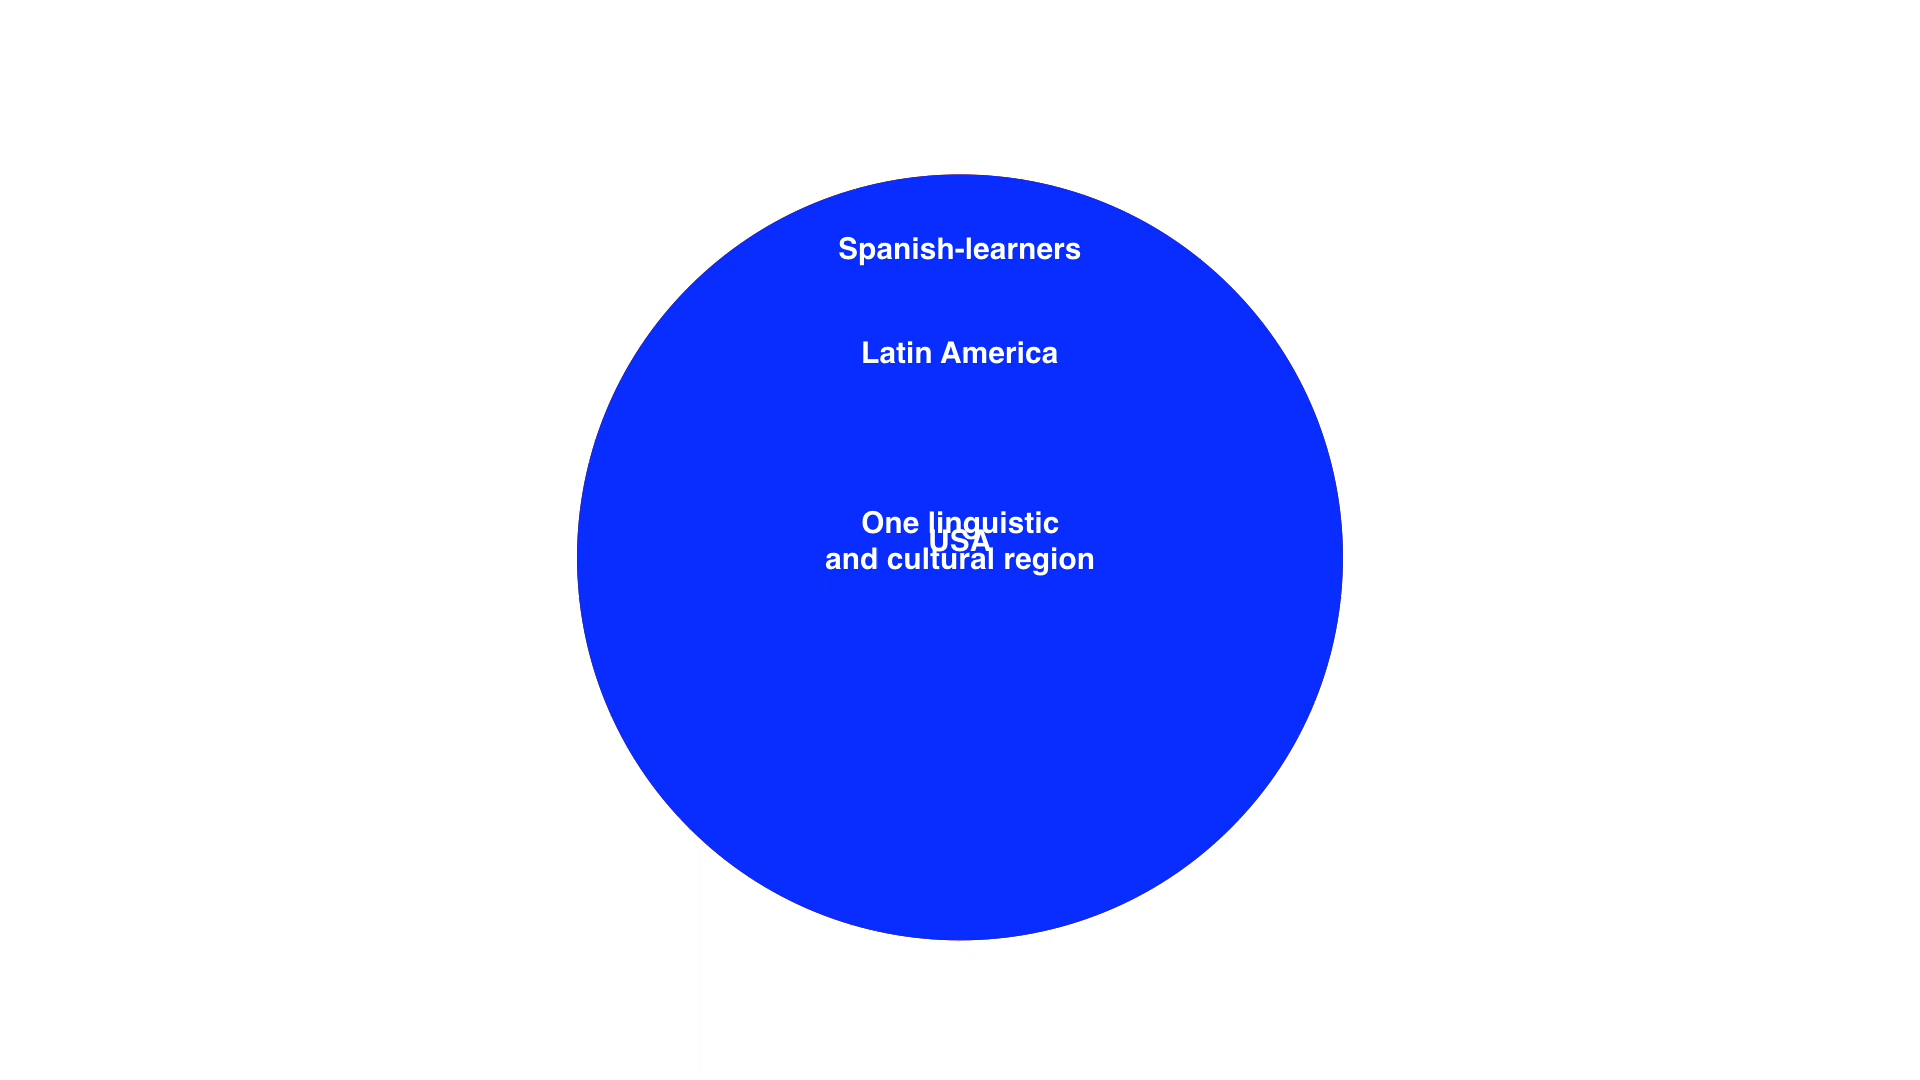 Spanish-learners
Latin America
One linguistic
USA
and cultural region